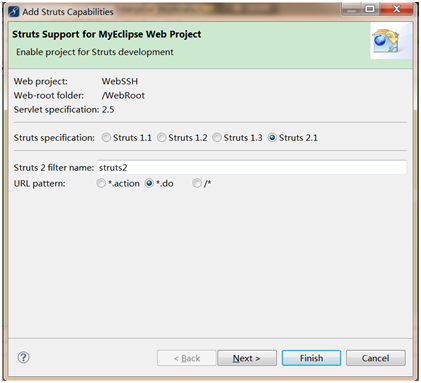 Add Struts Capabilities
Struts Support for MyEclipse Web Project
Enable project for Struts development
Web project: WebSSH
Web-root folder: /WebRoot
Servlet specification: 2.5
Struts specification: Struts 1.1 Struts 1.2 Struts 1.3 Struts 2.1
Struts 2 filter name: struts2
URL pattern: *.action *.do /*
? < Back Next > Finish Cancel